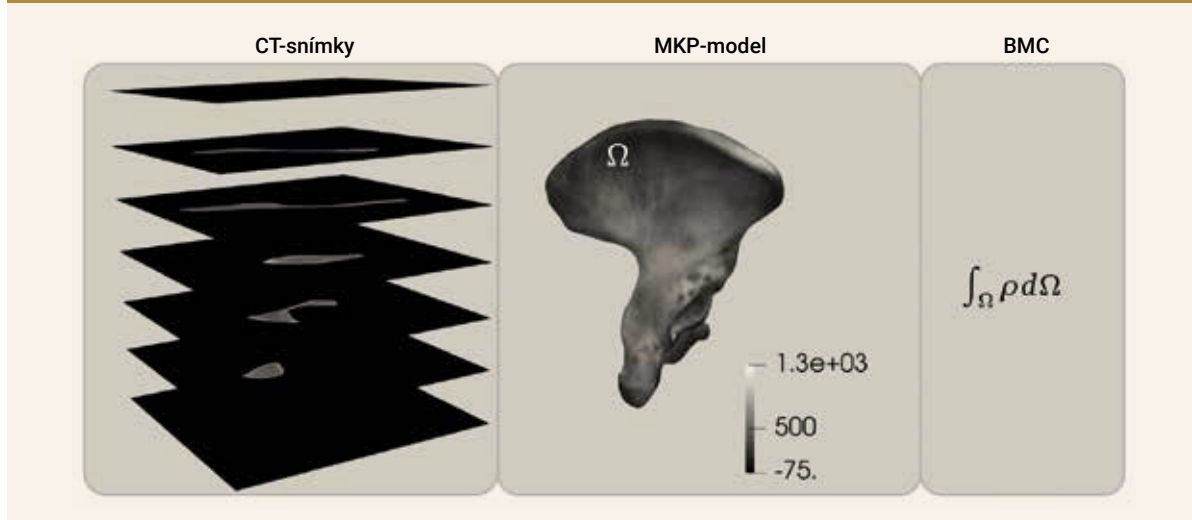 CT-snímky
MKP-model
BMC
Ω
∫Ω ρdΩ
1.3e+03
500
-75.